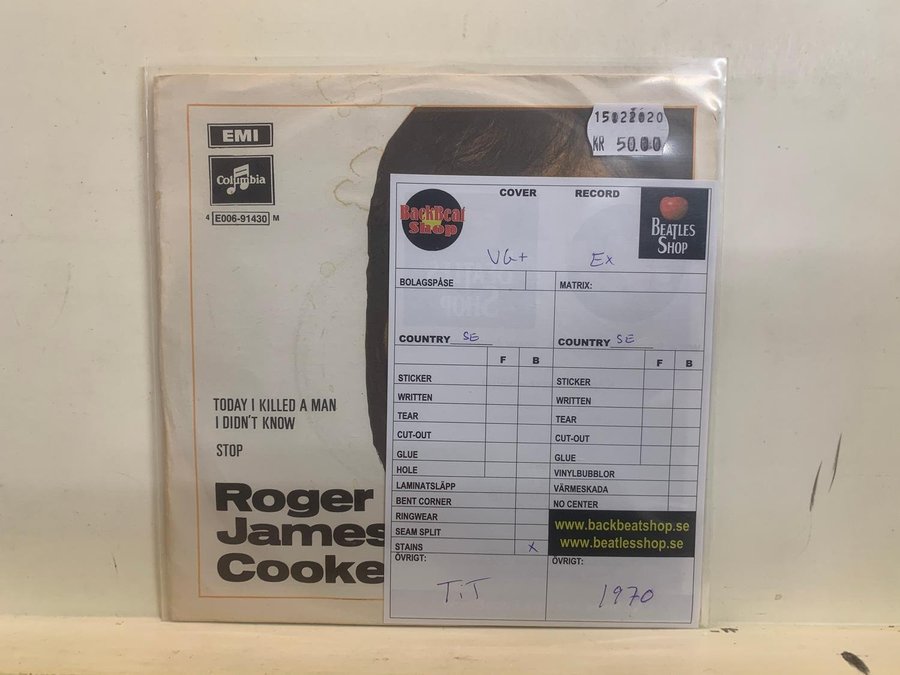 EMI
Columbia
4 E006-91430 M
TODAY I KILLED A MAN
I DIDN'T KNOW
STOP
Roger
James
Cooke
15022020
KR 50.00
COVER RECORD
BackBeat
Shop
BEATLES
SHOP
VG+ Ex
BOLAGSPÅSE MATRIX:
COUNTRY SE COUNTRY SE
F B F B
STICKER STICKER
WRITTEN WRITTEN
TEAR TEAR
CUT-OUT CUT-OUT
GLUE GLUE
HOLE VINYLBUBBLOR
LAMINATSLÄPP VÄRMESKADA
BENT CORNER NO CENTER
RINGWEAR
SEAM SPLIT
STAINS X
www.backbeatshop.se
www.beatlesshop.se
ÖVRIGT: ÖVRIGT:
TiT 1970